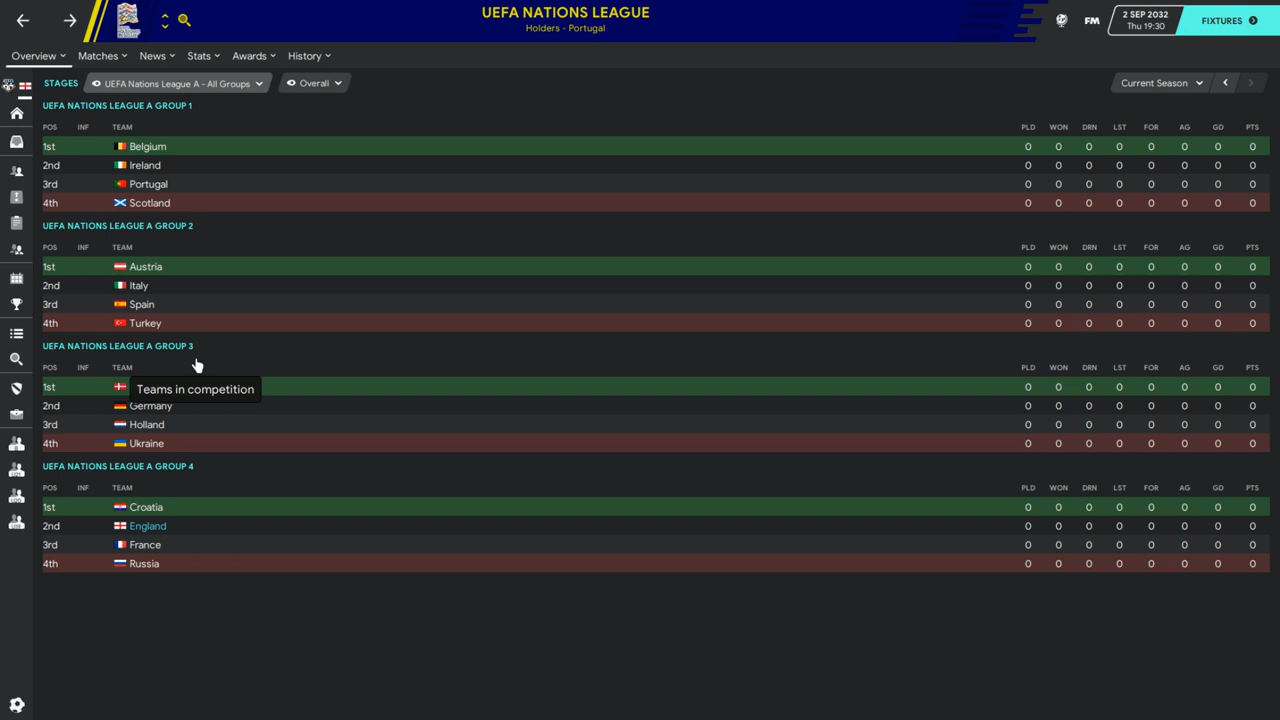 UEFA NATIONS LEAGUE
Holders - Portugal
FM
2 SEP 2032
Thu 19:30
FIXTURES
Overview Matches News Stats Awards History
STAGES UEFA Nations League A - All Groups Overall Current Season
UEFA NATIONS LEAGUE A GROUP 1
POS INF TEAM PLD WON DRN LST FOR AG GD PTS
1st Belgium 0 0 0 0 0 0 0 0
2nd Ireland 0 0 0 0 0 0 0 0
3rd Portugal 0 0 0 0 0 0 0 0
4th Scotland 0 0 0 0 0 0 0 0
UEFA NATIONS LEAGUE A GROUP 2
POS INF TEAM PLD WON DRN LST FOR AG GD PTS
1st Austria 0 0 0 0 0 0 0 0
2nd Italy 0 0 0 0 0 0 0 0
3rd Spain 0 0 0 0 0 0 0 0
4th Turkey 0 0 0 0 0 0 0 0
UEFA NATIONS LEAGUE A GROUP 3
POS INF TEAM PLD WON DRN LST FOR AG GD PTS
1st 0 0 0 0 0 0 0 0
Teams in competition
2nd Germany 0 0 0 0 0 0 0 0
3rd Holland 0 0 0 0 0 0 0 0
4th Ukraine 0 0 0 0 0 0 0 0
UEFA NATIONS LEAGUE A GROUP 4
POS INF TEAM PLD WON DRN LST FOR AG GD PTS
1st Croatia 0 0 0 0 0 0 0 0
2nd England 0 0 0 0 0 0 0 0
3rd France 0 0 0 0 0 0 0 0
4th Russia 0 0 0 0 0 0 0 0